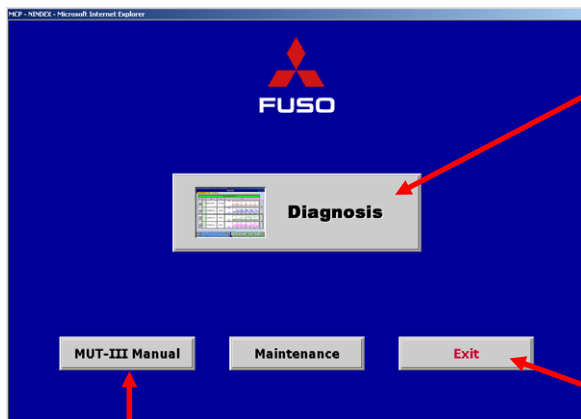 MCP - NINDEX - Microsoft Internet Explorer
FUSO
Diagnosis
MUT-III Manual
Maintenance
Exit